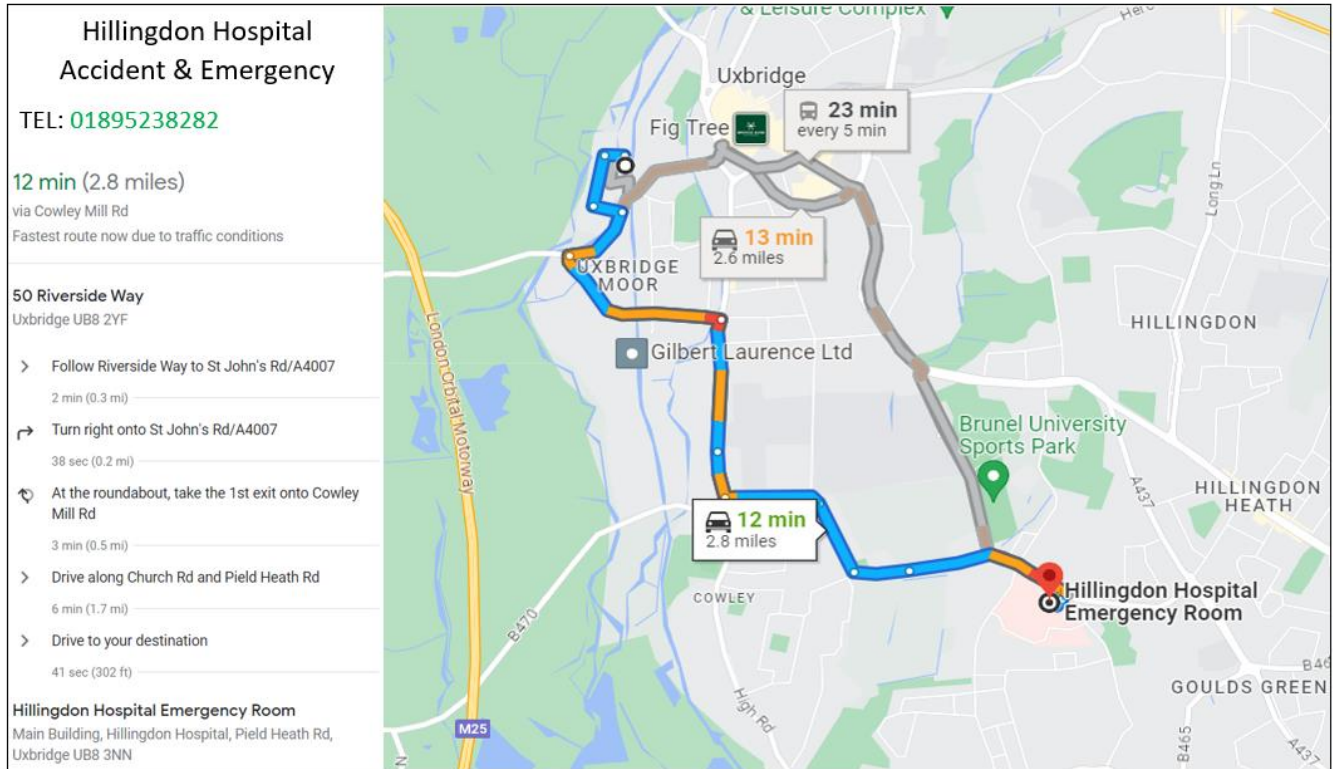 Hillingdon Hospital
Accident & Emergency
TEL: 01895238282
12 min (2.8 miles)
via Cowley Mill Rd
Fastest route now due to traffic conditions
50 Riverside Way
Uxbridge UB8 2YF
Follow Riverside Way to St John's Rd/A4007
2 min (0.3 mi)
Turn right onto St John's Rd/A4007
38 sec (0.2 mi)
At the roundabout, take the 1st exit onto Cowley
Mill Rd
3 min (0.5 mi)
Drive along Church Rd and Pield Heath Rd
6 min (1.7 mi)
Drive to your destination
41 sec (302 ft)
Hillingdon Hospital Emergency Room
Main Building, Hillingdon Hospital, Pield Heath Rd,
Uxbridge UB8 3NN
& Leisure Complex
Uxbridge
Fig Tree
23 min
every 5 min
Long Ln
13 min
2.6 miles
UXBRIDGE
MOOR
London Orbital Motorway
HILLINGDON
Gilbert Laurence Ltd
Brunel University
Sports Park
A437
HILLINGDON
HEATH
12 min
2.8 miles
COWLEY
Hillingdon Hospital
Emergency Room
B470
High Rd
GOULDS GREEN
M25
B465
A437